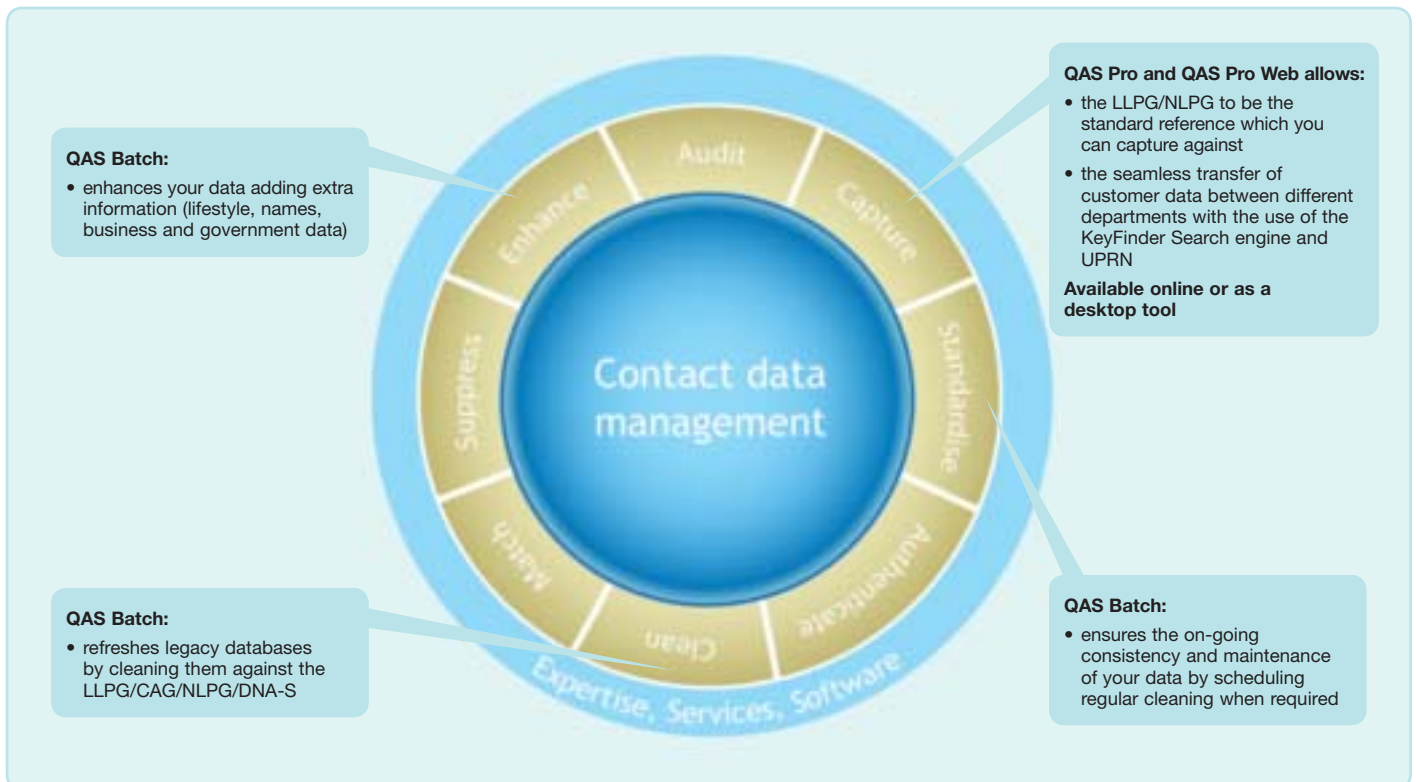 QAS Batch:
• enhances your data adding extra
information (lifestyle, names,
business and government data)
QAS Pro and QAS Pro Web allows:
• the LLPG/NLPG to be the
standard reference which you
can capture against
• the seamless transfer of
customer data between different
departments with the use of the
KeyFinder Search engine and
UPRN
Available online or as a
desktop tool
Audit
Capture
Standardise
Authenticate
Clean
Match
Suppress
Enhance
Contact data
management
Expertise, Services, Software
QAS Batch:
• refreshes legacy databases
by cleaning them against the
LLPG/CAG/NLPG/DNA-S
QAS Batch:
• ensures the on-going
consistency and maintenance
of your data by scheduling
regular cleaning when required